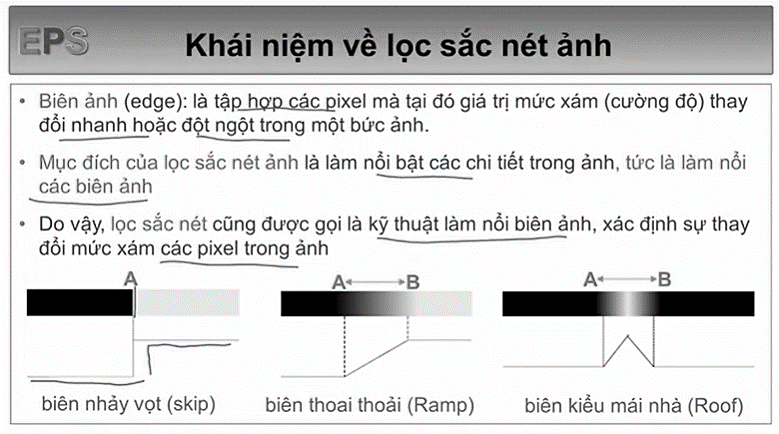 EPS
Khái niệm về lọc sắc nét ảnh
• Biên ảnh (edge): là tập hợp các pixel mà tại đó giá trị mức xám (cường độ) thay
đổi nhanh hoặc đột ngột trong một bức ảnh.
• Mục đích của lọc sắc nét ảnh là làm nổi bật các chi tiết trong ảnh, tức là làm nổi
các biên ảnh
• Do vậy, lọc sắc nét cũng được gọi là kỹ thuật làm nổi biên ảnh, xác định sự thay
đổi mức xám các pixel trong ảnh
A
A B
A B
biên nhảy vọt (skip)
biên thoai thoải (Ramp)
biên kiểu mái nhà (Roof)